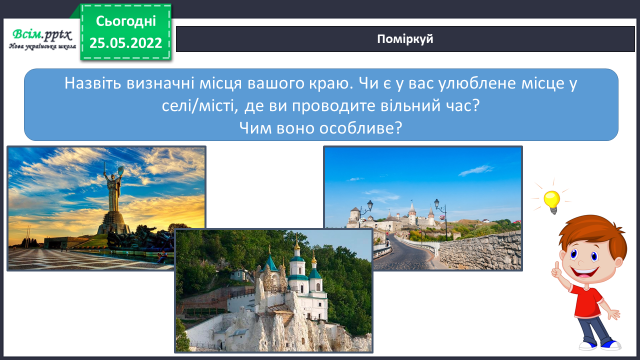 Всім.pptx
Нова українська школа
Сьогодні
25.05.2022
Поміркуй
Назвіть визначні місця вашого краю. Чи є у вас улюблене місце у
селі/місті, де ви проводите вільний час?
Чим воно особливе?